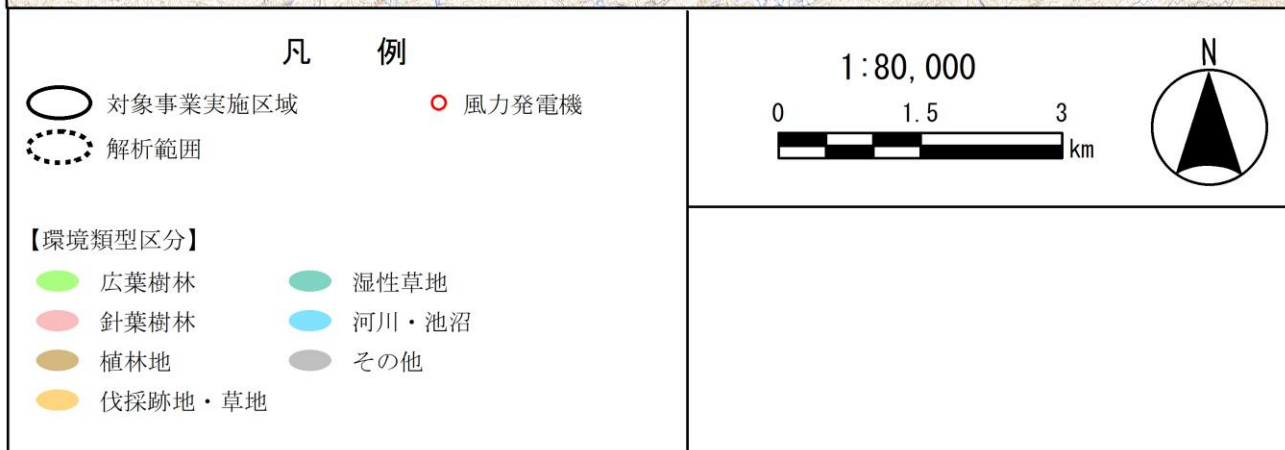 凡 例
対象事業実施区域 風力発電機
解析範囲
【環境類型区分】
広葉樹林 湿性草地
針葉樹林 河川・池沼
植林地 その他
伐採跡地・草地
1:80,000
0 1.5 3
km
N